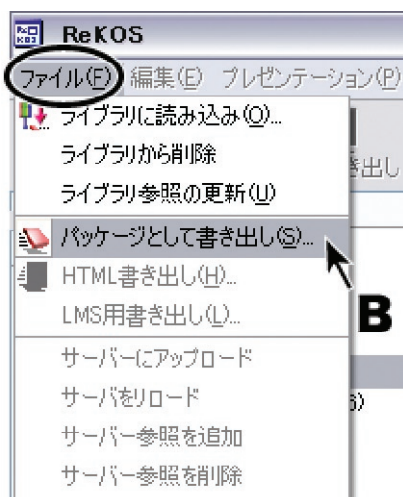 ReKOS
ファイル(F) 編集(E) プレゼンテーション(P)
ライブラリに読み込み(O)...
ライブラリから削除
き出し
ライブラリ参照の更新(U)
パッケージとして書き出し(S)...
HTML書き出し(H)...
LMS用書き出し(L)...
B
サーバーにアップロード
サーバをリロード
サーバー参照を追加
サーバー参照を削除